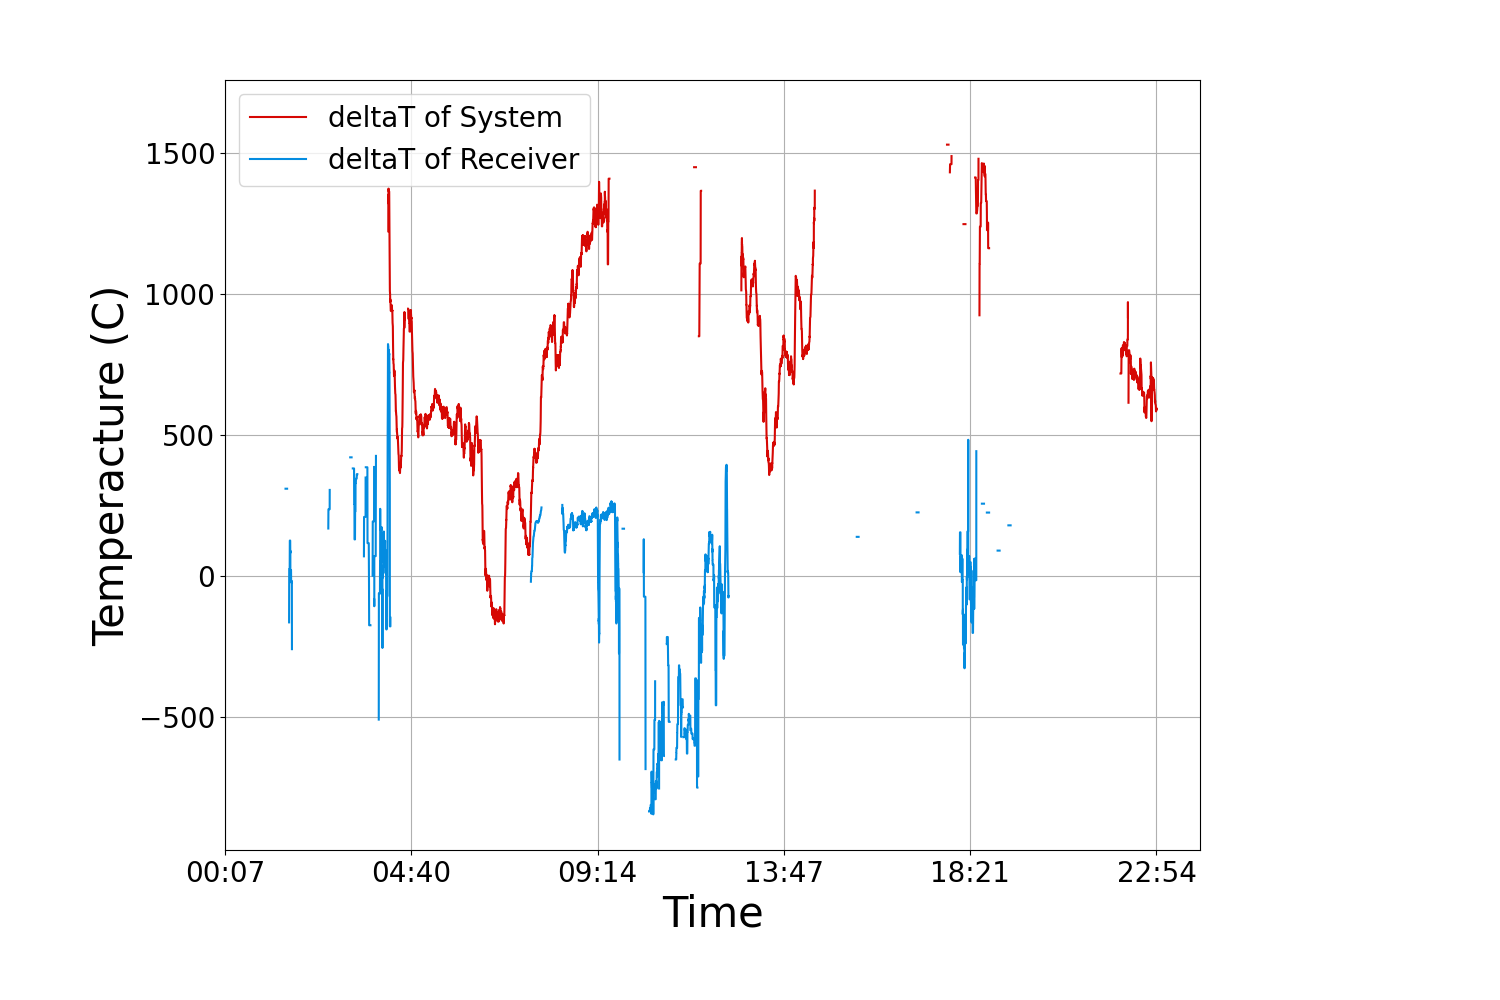 deltaT of System
deltaT of Receiver
1500
1000
500
0
−500
Temperacture (C)
00:07 04:40 09:14 13:47 18:21 22:54
Time